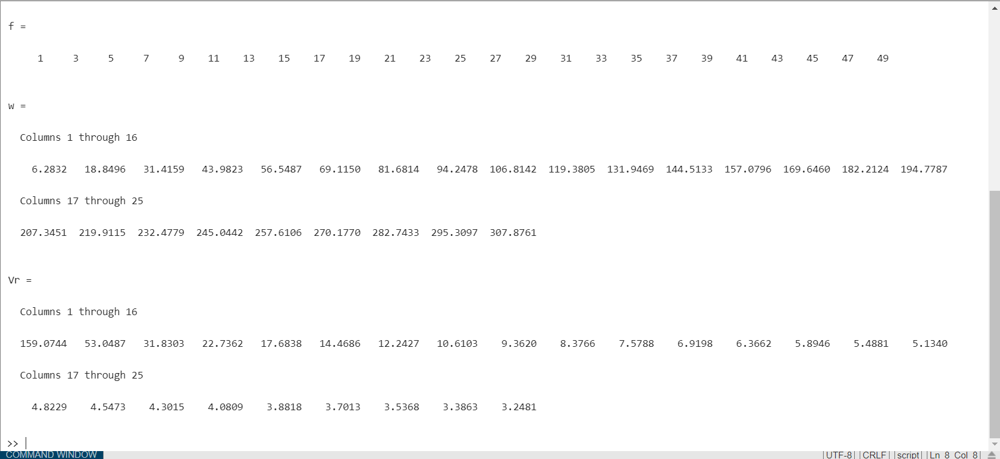 f =
1 3 5 7 9 11 13 15 17 19 21 23 25 27 29 31 33 35 37 39 41 43 45 47 49
w =
Columns 1 through 16
6.2832 18.8496 31.4159 43.9823 56.5487 69.1150 81.6814 94.2478 106.8142 119.3805 131.9469 144.5133 157.0796 169.6460 182.2124 194.7787
Columns 17 through 25
207.3451 219.9115 232.4779 245.0442 257.6106 270.1770 282.7433 295.3097 307.8761
Vr =
Columns 1 through 16
159.0744 53.0487 31.8303 22.7362 17.6838 14.4686 12.2427 10.6103 9.3620 8.3766 7.5788 6.9198 6.3662 5.8946 5.4881 5.1340
Columns 17 through 25
4.8229 4.5473 4.3015 4.0809 3.8818 3.7013 3.5368 3.3863 3.2481
>>
COMMAND WINDOW UTF-8 CRLF script Ln 8 Col 8